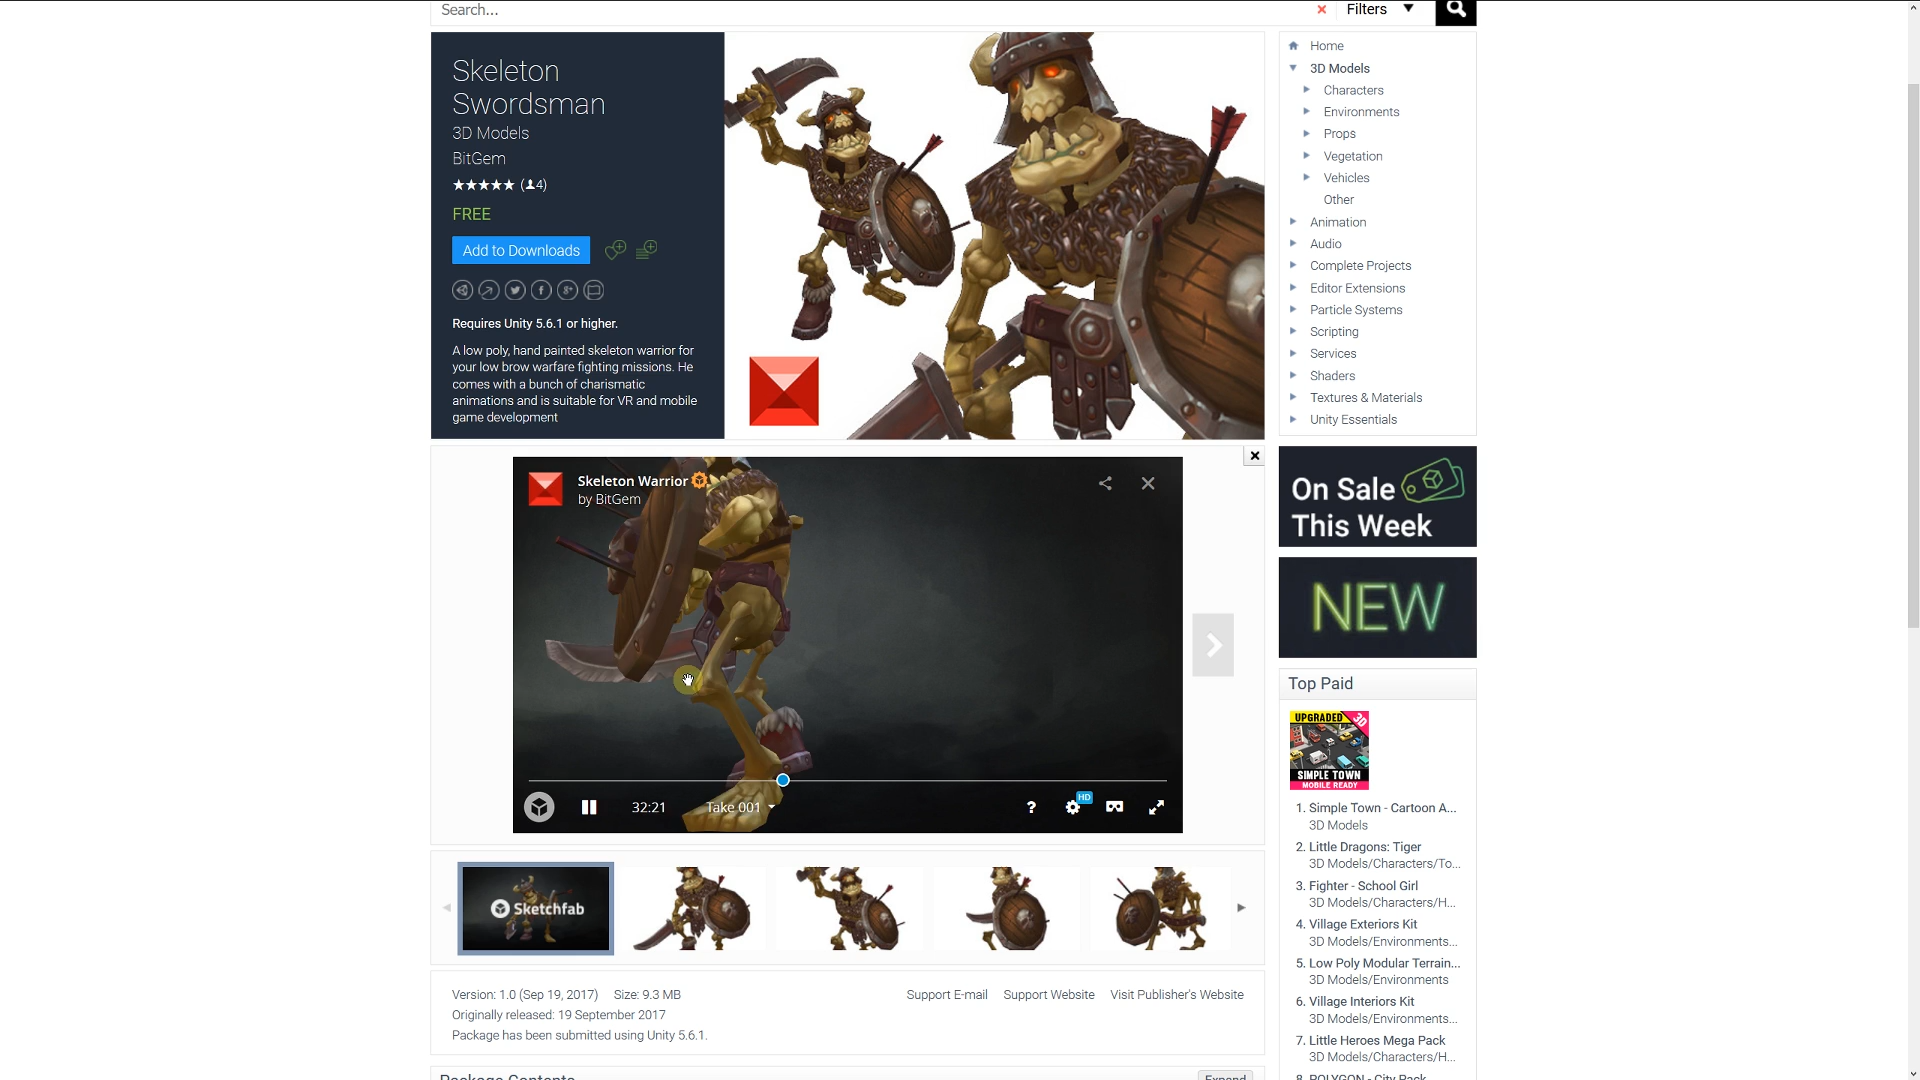 Search...
Filters
Skeleton
Swordsman
3D Models
BitGem
(4)
FREE
Add to Downloads
Requires Unity 5.6.1 or higher.
A low poly, hand painted skeleton warrior for
your low brow warfare fighting missions. He
comes with a bunch of charismatic
animations and is suitable for VR and mobile
game development
Home
3D Models
Characters
Environments
Props
Vegetation
Vehicles
Other
Animation
Audio
Complete Projects
Editor Extensions
Particle Systems
Scripting
Services
Shaders
Textures & Materials
Unity Essentials
Skeleton Warrior
by BitGem
32:21
Take 001
?
HD
Sketchfab
Version: 1.0 (Sep 19, 2017) Size: 9.3 MB
Originally released: 19 September 2017
Package has been submitted using Unity 5.6.1.
Support E-mail Support Website Visit Publisher's Website
Package Contents
Expand
On Sale
This Week
NEW
Top Paid
UPGRADED
3D
SIMPLE TOWN
MOBILE READY
1. Simple Town - Cartoon A...
3D Models
2. Little Dragons: Tiger
3D Models/Characters/To...
3. Fighter - School Girl
3D Models/Characters/H...
4. Village Exteriors Kit
3D Models/Environments...
5. Low Poly Modular Terrain...
3D Models/Environments
6. Village Interiors Kit
3D Models/Environments...
7. Little Heroes Mega Pack
3D Models/Characters/H...
8. POLYGON - City Pack